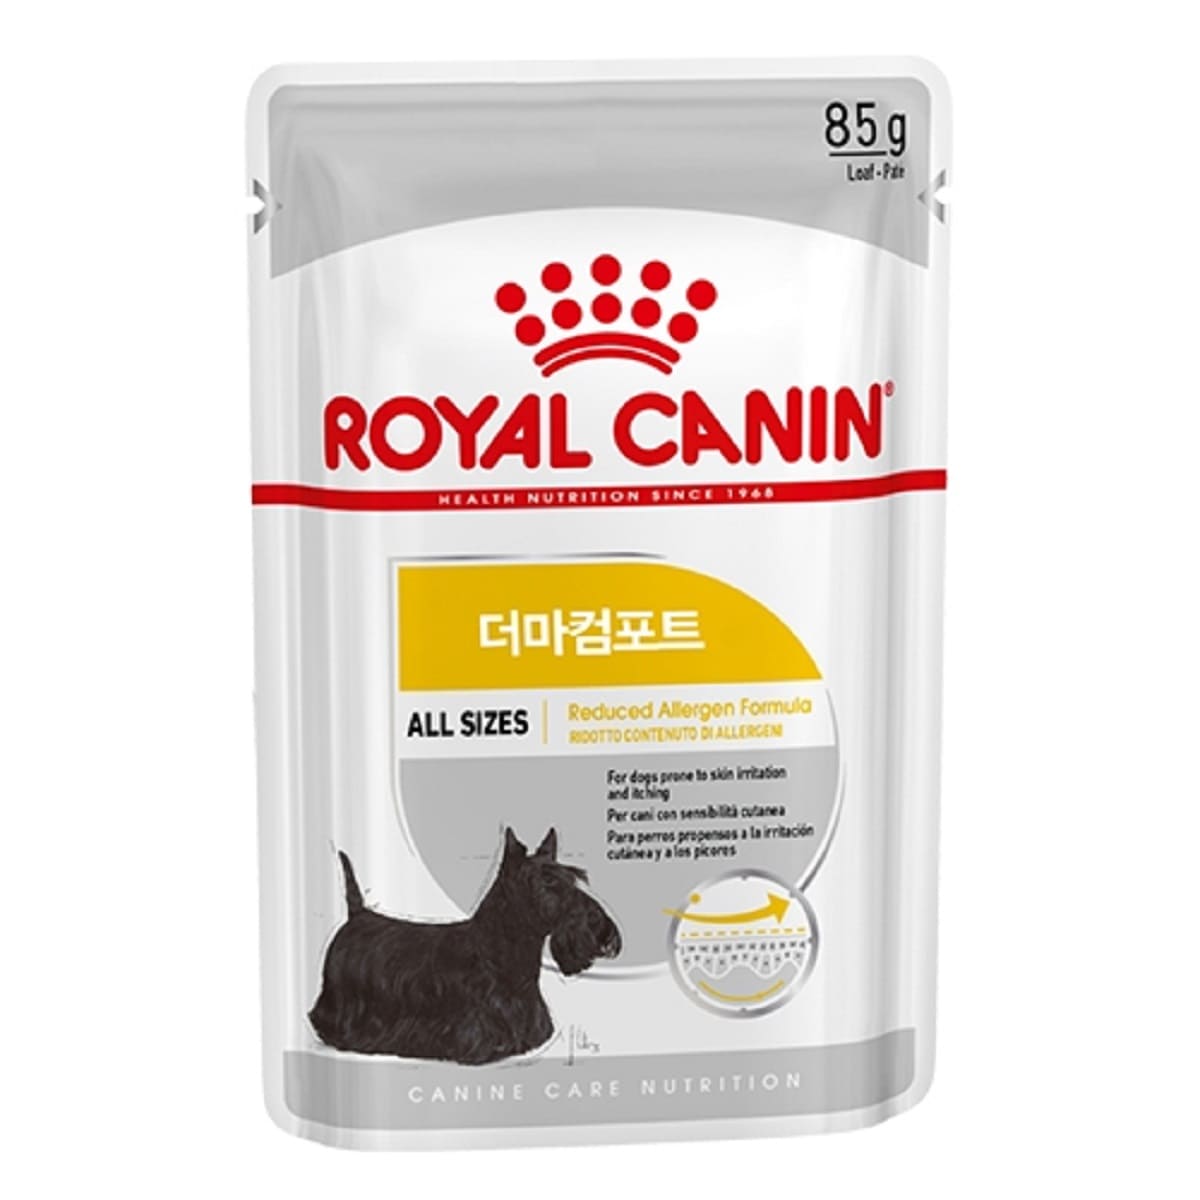 85g
Loaf - Pâté
ROYAL CANIN®
HEALTH NUTRITION SINCE 1968
더마컴포트
ALL SIZES
Reduced Allergen Formula
RIDOTTO CONTENUTO DI ALLERGENI
For dogs prone to skin irritation
and itching
Per cani con sensibilità cutanea
Para perros propensos a la irritación
cutánea y a los picores
CANINE CARE NUTRITION